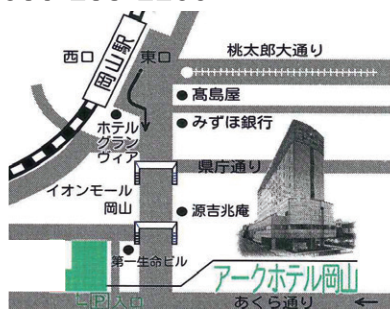 岡山駅
西口
東口
桃太郎大通り
髙島屋
ホテル
グラン
ヴィア
みずほ銀行
県庁通り
イオンモール
岡山
源吉兆庵
第一生命ビル
アークホテル岡山
P 入口
あくら通り